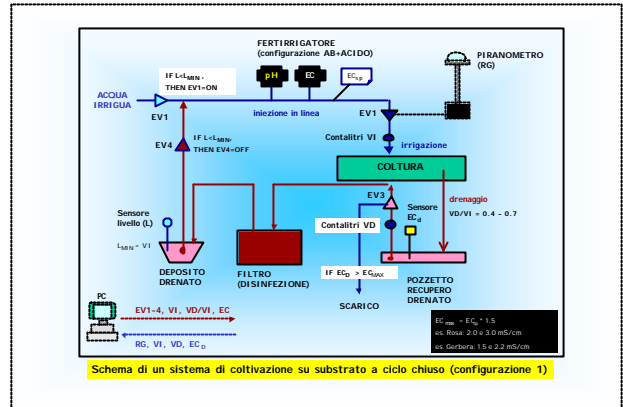 FERTIRRIGATORE
(configurazione AB+ACIDO)
PIRANOMETRO
(RG)
IF L<L MIN,
THEN EV1=ON
pH
EC
EC sp
ACQUA
IRRIGUA
EV1
iniezione in linea
EV1
Contalitri VI
irrigazione
EV4
IF L<L MIN,
THEN EV4=OFF
COLTURA
EV3
Sensore
EC d
drenaggio
VD/VI = 0.4 – 0.7
Sensore
livello (L)
L MIN = VI
Contalitri VD
DEPOSITO
DRENATO
FILTRO
(DISINFEZIONE)
IF EC D > EC MAX
SCARICO
POZZETTO
RECUPERO
DRENATO
PC
EV1-4, VI, VD/VI, EC
RG, VI, VD, EC D
EC max = EC sp * 1.5
es. Rosa: 2.0 e 3.0 mS/cm
es. Gerbera: 1.5 e 2.2 mS/cm
Schema di un sistema di coltivazione su substrato a ciclo chiuso (configurazione 1)